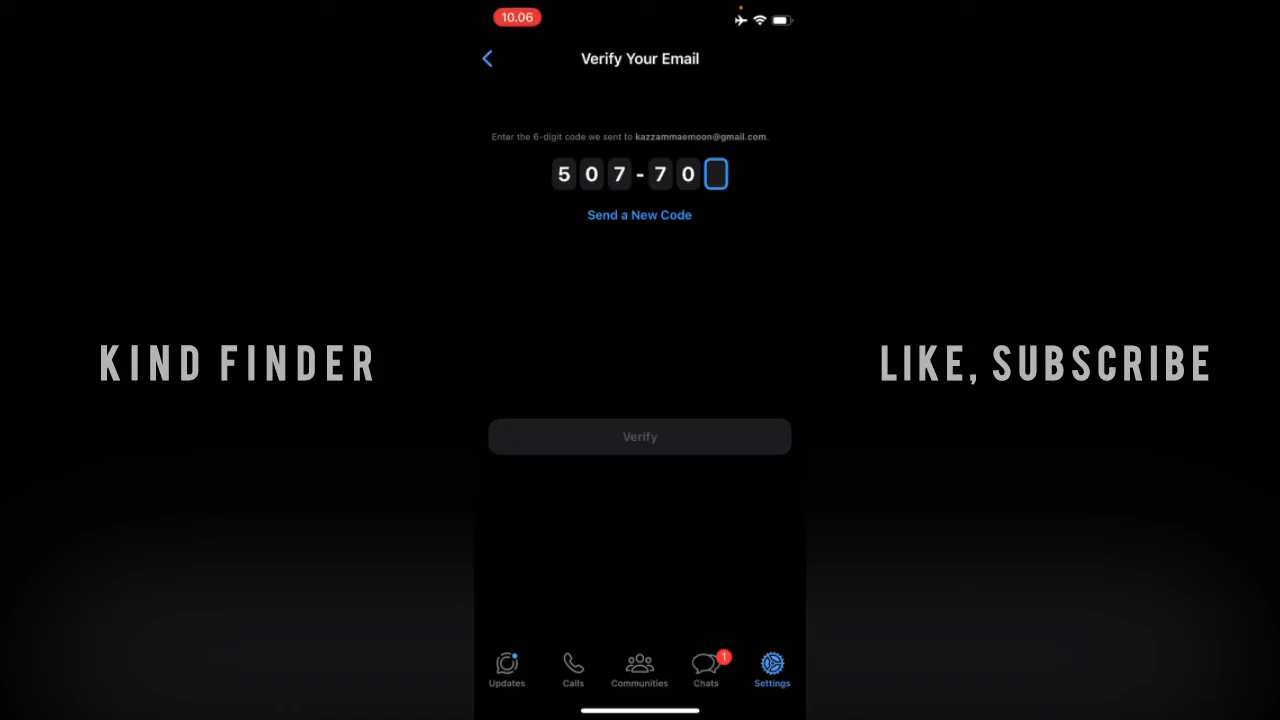 10.06
Verify Your Email
Enter the 6-digit code we sent to kazzammaemoon@gmail.com.
507-70
Send a New Code
KIND FINDER
LIKE, SUBSCRIBE
Verify
1
Updates Calls Communities Chats Settings